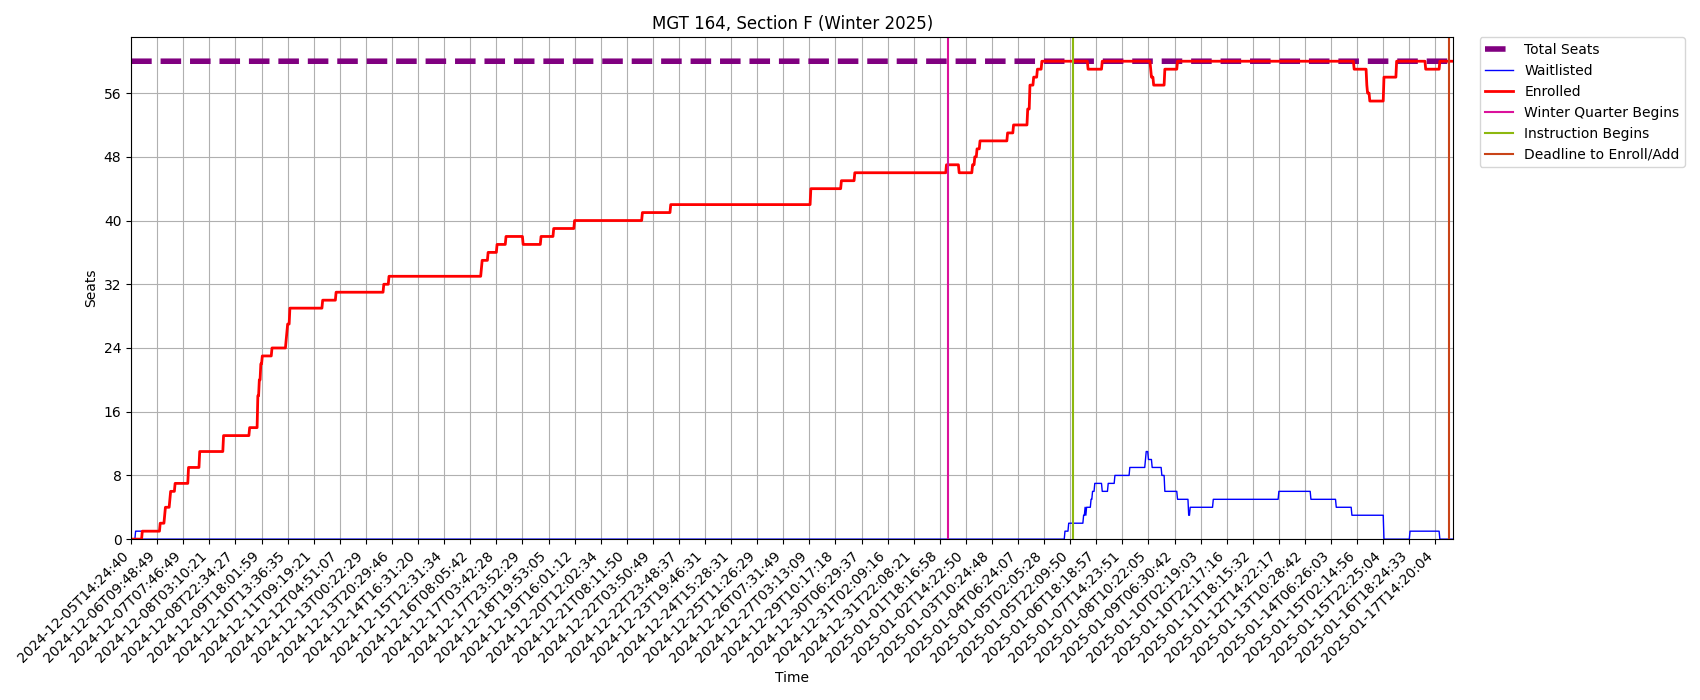 MGT 164, Section F (Winter 2025)
Total Seats
Waitlisted
Enrolled
Winter Quarter Begins
Instruction Begins
Deadline to Enroll/Add
Seats
56
48
40
32
24
16
8
0
2024-12-05T14:24:40
2024-12-06T09:48:49
2024-12-07T07:46:49
2024-12-08T03:10:21
2024-12-08T22:34:27
2024-12-09T18:01:59
2024-12-10T13:36:35
2024-12-11T09:19:21
2024-12-12T04:51:07
2024-12-13T00:22:29
2024-12-13T20:29:46
2024-12-14T16:31:20
2024-12-15T12:31:34
2024-12-16T08:05:42
2024-12-17T03:42:28
2024-12-17T23:52:29
2024-12-18T19:53:05
2024-12-19T16:01:12
2024-12-20T12:02:34
2024-12-21T08:11:50
2024-12-22T03:50:49
2024-12-22T23:48:37
2024-12-23T19:46:31
2024-12-24T15:28:31
2024-12-25T11:26:29
2024-12-26T07:31:49
2024-12-27T03:13:09
2024-12-29T10:17:18
2024-12-30T06:29:37
2024-12-31T02:09:16
2024-12-31T22:08:21
2025-01-01T18:16:58
2025-01-02T14:22:50
2025-01-03T10:24:48
2025-01-04T06:24:07
2025-01-05T02:05:28
2025-01-05T22:09:50
2025-01-06T18:18:57
2025-01-07T14:23:51
2025-01-08T10:22:05
2025-01-09T06:30:42
2025-01-10T02:19:03
2025-01-10T22:17:16
2025-01-11T18:15:32
2025-01-12T14:22:17
2025-01-13T10:28:42
2025-01-14T06:26:03
2025-01-15T02:14:56
2025-01-15T22:25:04
2025-01-16T18:24:33
2025-01-17T14:20:04
Time